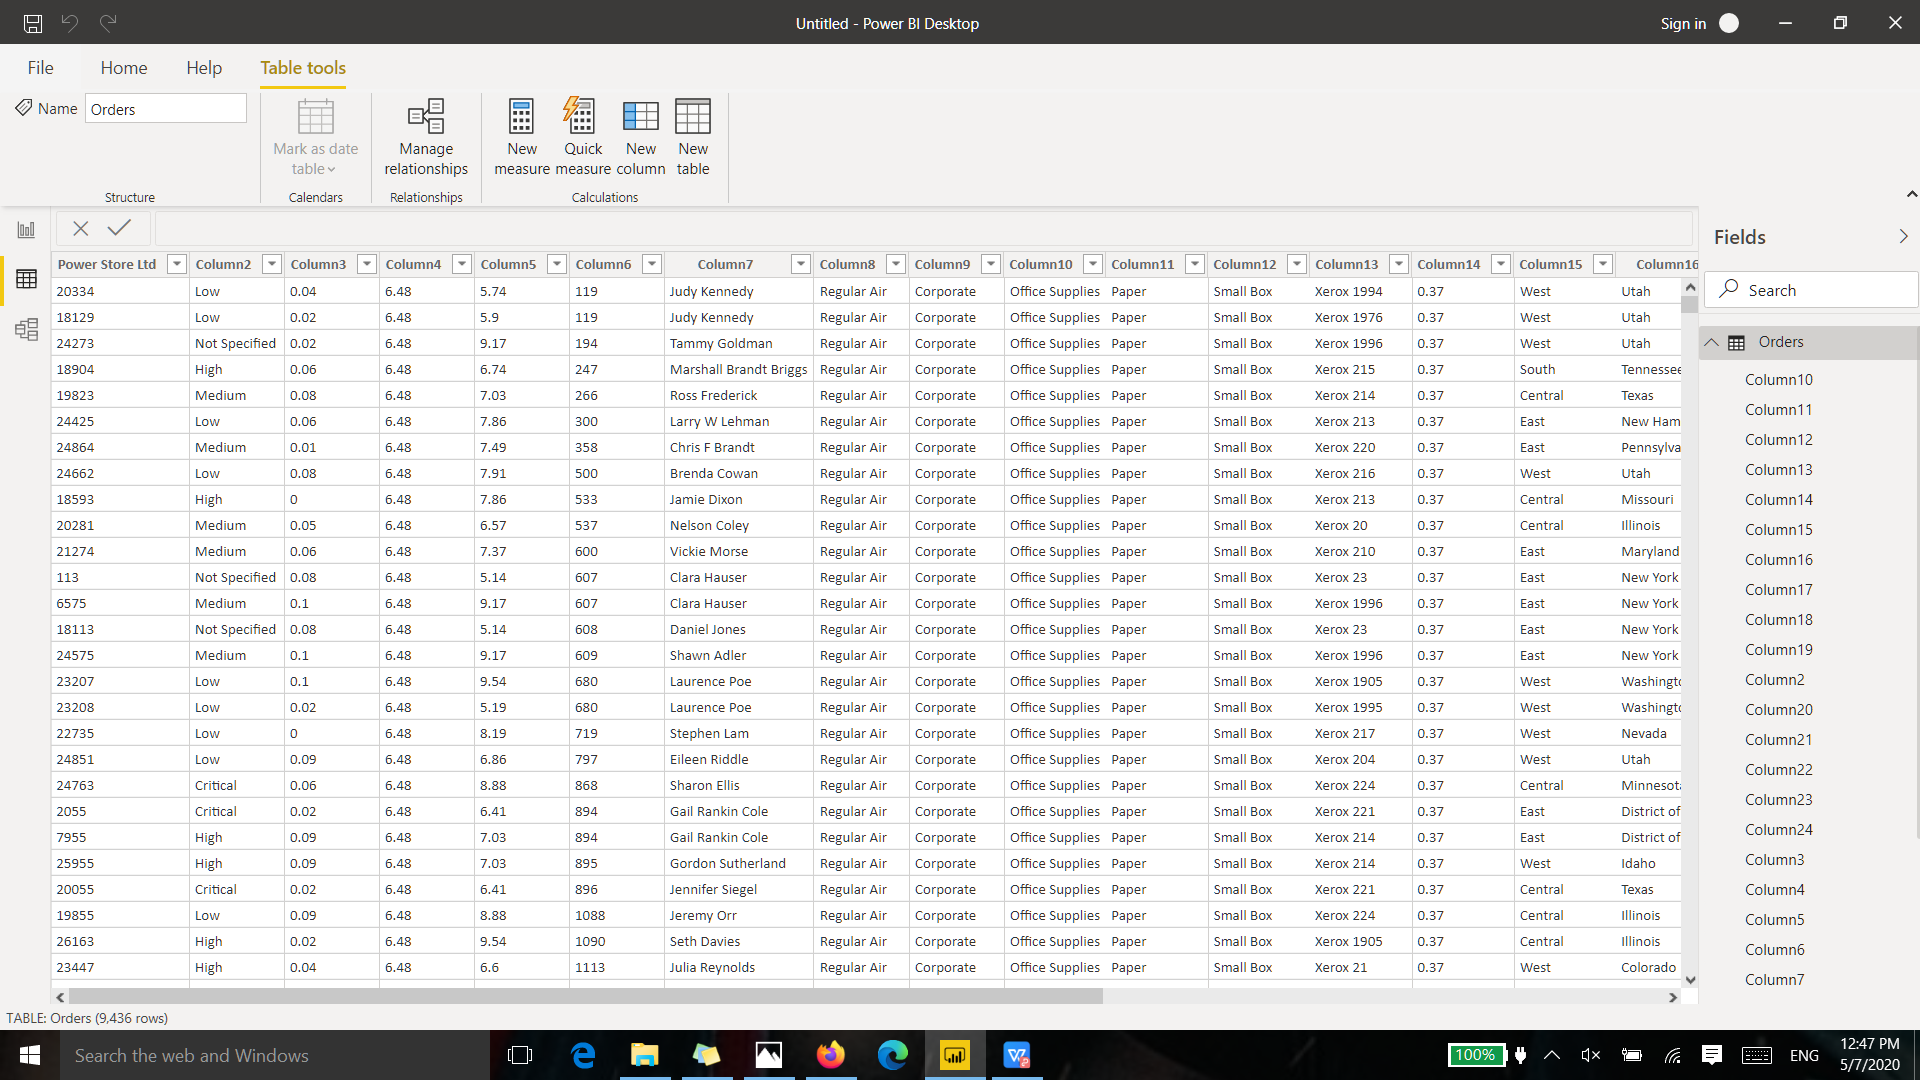 Untitled - Power BI Desktop
Sign in
File Home Help Table tools
Name Orders
Mark as date table
Manage relationships
New measure
Quick measure
New column
New table
Structure Calendars Relationships Calculations
Fields
Search
Orders
Column10
Column11
Column12
Column13
Column14
Column15
Column16
Column17
Column18
Column19
Column2
Column20
Column21
Column22
Column23
Column24
Column3
Column4
Column5
Column6
Column7
Power Store Ltd Column2 Column3 Column4 Column5 Column6 Column7 Column8 Column9 Column10 Column11 Column12 Column13 Column14 Column15 Column16
20334 Low 0.04 6.48 5.74 119 Judy Kennedy Regular Air Corporate Office Supplies Paper Small Box Xerox 1994 0.37 West Utah
18129 Low 0.02 6.48 5.9 119 Judy Kennedy Regular Air Corporate Office Supplies Paper Small Box Xerox 1976 0.37 West Utah
24273 Not Specified 0.02 6.48 9.17 194 Tammy Goldman Regular Air Corporate Office Supplies Paper Small Box Xerox 1996 0.37 West Utah
18904 High 0.06 6.48 6.74 247 Marshall Brandt Briggs Regular Air Corporate Office Supplies Paper Small Box Xerox 215 0.37 South Tennessee
19823 Medium 0.08 6.48 7.03 266 Ross Frederick Regular Air Corporate Office Supplies Paper Small Box Xerox 214 0.37 Central Texas
24425 Low 0.06 6.48 7.86 300 Larry W Lehman Regular Air Corporate Office Supplies Paper Small Box Xerox 213 0.37 East New Ham
24864 Medium 0.01 6.48 7.49 358 Chris F Brandt Regular Air Corporate Office Supplies Paper Small Box Xerox 220 0.37 East Pennsylva
24662 Low 0.08 6.48 7.91 500 Brenda Cowan Regular Air Corporate Office Supplies Paper Small Box Xerox 216 0.37 West Utah
18593 High 0 6.48 7.86 533 Jamie Dixon Regular Air Corporate Office Supplies Paper Small Box Xerox 213 0.37 Central Missouri
20281 Medium 0.05 6.48 6.57 537 Nelson Coley Regular Air Corporate Office Supplies Paper Small Box Xerox 20 0.37 Central Illinois
21274 Medium 0.06 6.48 7.37 600 Vickie Morse Regular Air Corporate Office Supplies Paper Small Box Xerox 210 0.37 East Maryland
113 Not Specified 0.08 6.48 5.14 607 Clara Hauser Regular Air Corporate Office Supplies Paper Small Box Xerox 23 0.37 East New York
6575 Medium 0.1 6.48 9.17 607 Clara Hauser Regular Air Corporate Office Supplies Paper Small Box Xerox 1996 0.37 East New York
18113 Not Specified 0.08 6.48 5.14 608 Daniel Jones Regular Air Corporate Office Supplies Paper Small Box Xerox 23 0.37 East New York
24575 Medium 0.1 6.48 9.17 609 Shawn Adler Regular Air Corporate Office Supplies Paper Small Box Xerox 1996 0.37 East New York
23207 Low 0.1 6.48 9.54 680 Laurence Poe Regular Air Corporate Office Supplies Paper Small Box Xerox 1905 0.37 West Washingto
23208 Low 0.02 6.48 5.19 680 Laurence Poe Regular Air Corporate Office Supplies Paper Small Box Xerox 1995 0.37 West Washingto
22735 Low 0 6.48 8.19 719 Stephen Lam Regular Air Corporate Office Supplies Paper Small Box Xerox 217 0.37 West Nevada
24851 Low 0.09 6.48 6.86 797 Eileen Riddle Regular Air Corporate Office Supplies Paper Small Box Xerox 204 0.37 West Utah
24763 Critical 0.06 6.48 8.88 868 Sharon Ellis Regular Air Corporate Office Supplies Paper Small Box Xerox 224 0.37 Central Minnesota
2055 Critical 0.02 6.48 6.41 894 Gail Rankin Cole Regular Air Corporate Office Supplies Paper Small Box Xerox 221 0.37 East District of
7955 High 0.09 6.48 7.03 894 Gail Rankin Cole Regular Air Corporate Office Supplies Paper Small Box Xerox 214 0.37 East District of
25955 High 0.09 6.48 7.03 895 Gordon Sutherland Regular Air Corporate Office Supplies Paper Small Box Xerox 214 0.37 West Idaho
20055 Critical 0.02 6.48 6.41 896 Jennifer Siegel Regular Air Corporate Office Supplies Paper Small Box Xerox 221 0.37 Central Texas
19855 Low 0.09 6.48 8.88 1088 Jeremy Orr Regular Air Corporate Office Supplies Paper Small Box Xerox 224 0.37 Central Illinois
26163 High 0.02 6.48 9.54 1090 Seth Davies Regular Air Corporate Office Supplies Paper Small Box Xerox 1905 0.37 Central Illinois
23447 High 0.04 6.48 6.6 1113 Julia Reynolds Regular Air Corporate Office Supplies Paper Small Box Xerox 21 0.37 West Colorado
TABLE: Orders (9,436 rows)
Search the web and Windows
100%
ENG
12:47 PM
5/7/2020